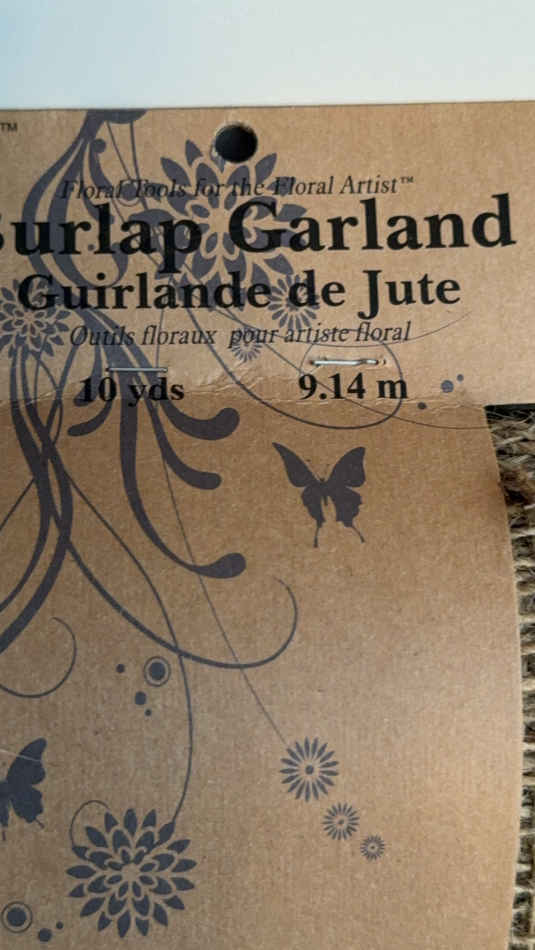 ™
Floral Tools for the Floral Artist™
Burlap Garland
Guirlande de Jute
Outils floraux pour artiste floral
10 yds 9.14 m